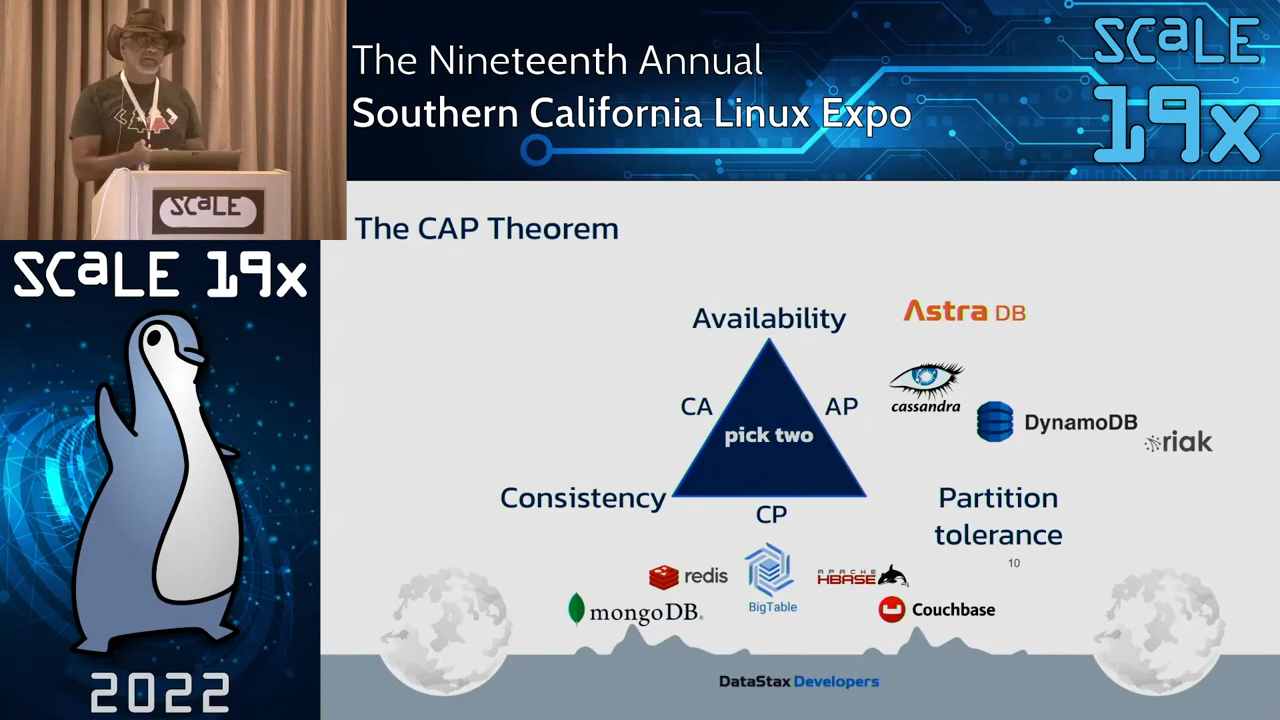 The Nineteenth Annual
Southern California Linux Expo
SCaLE
19x
SCaLE
SCaLE 19x
2022
The CAP Theorem
Availability
Astra DB
CA
AP
cassandra
pick two
DynamoDB
riak
Consistency
Partition
tolerance
CP
10
redis
BigTable
APACHE
HBASE
mongoDB®
Couchbase
DataStax Developers